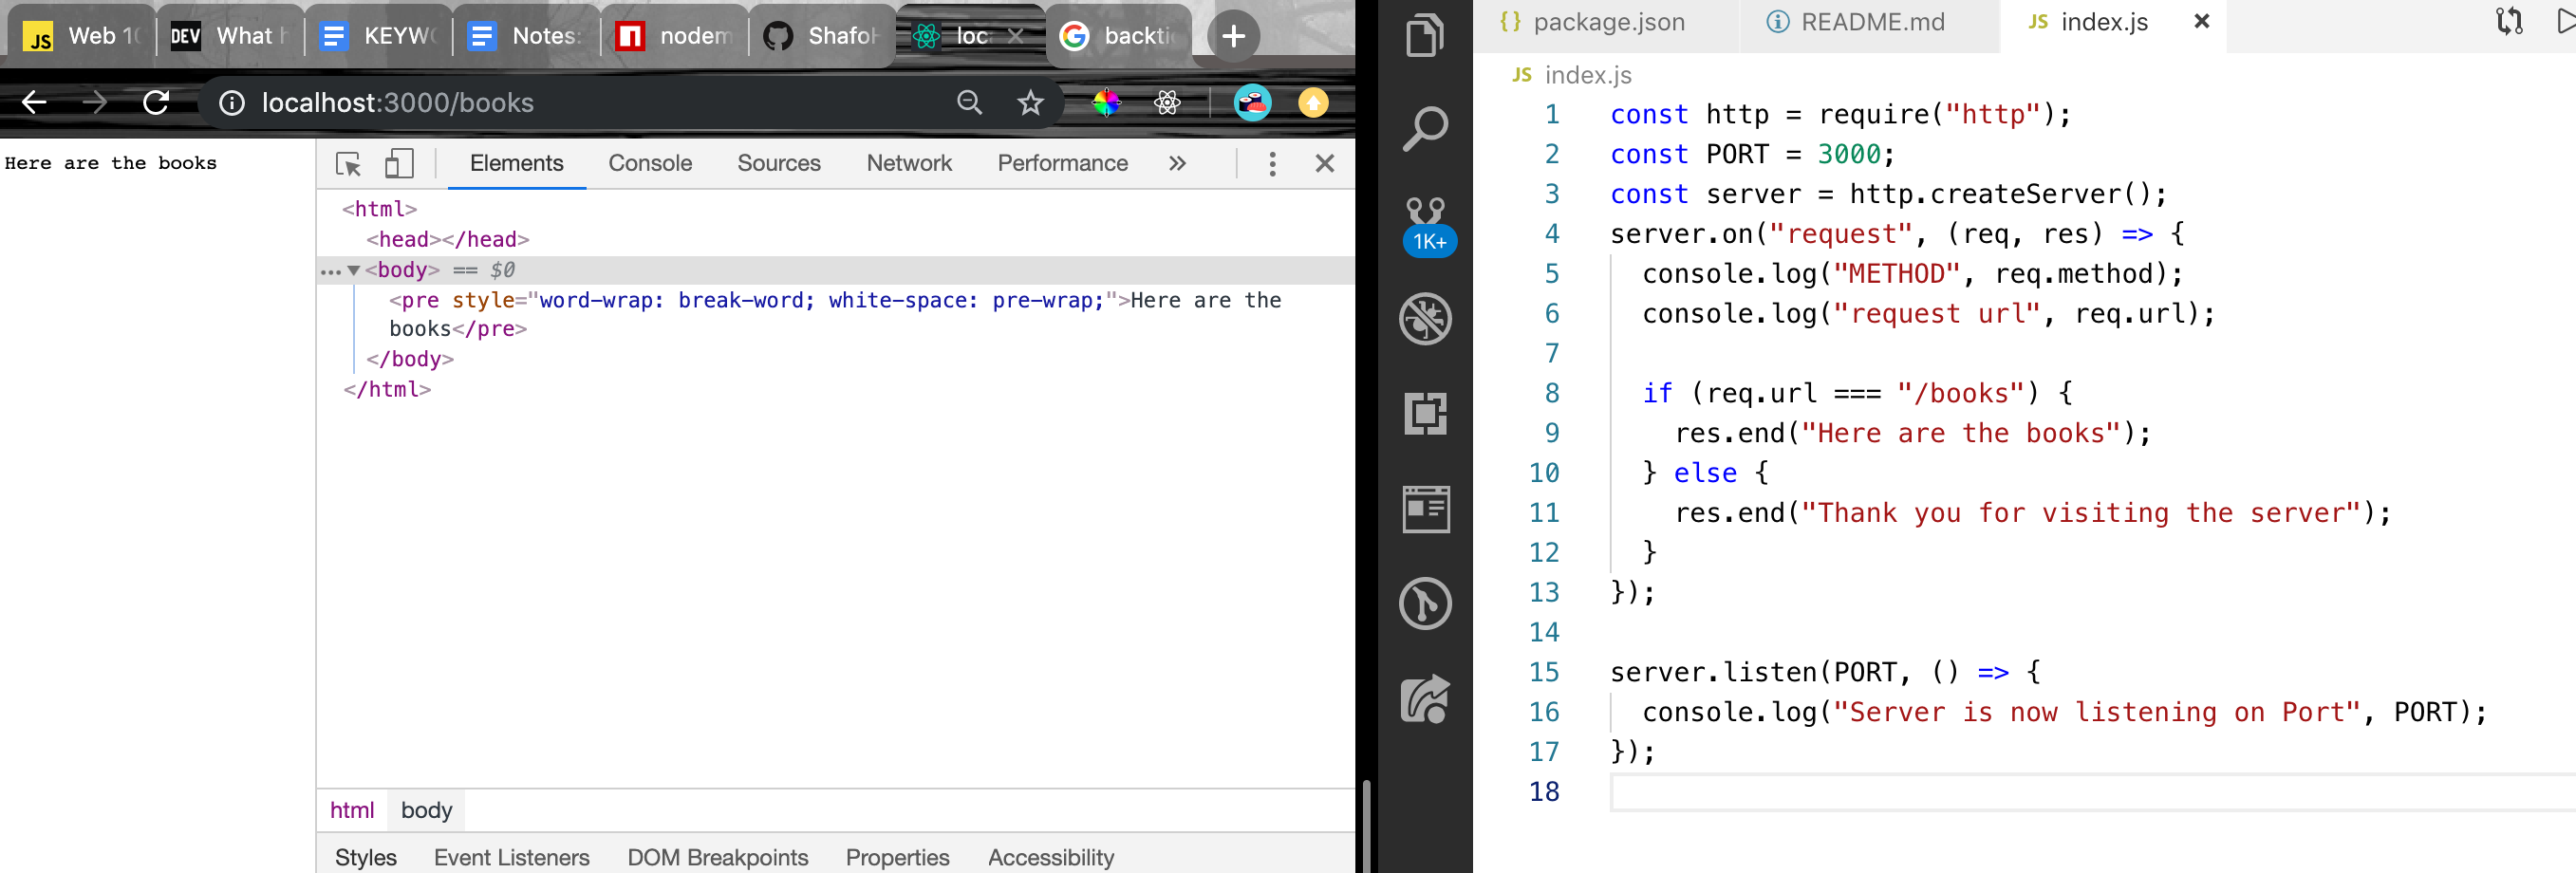 JS Web 10
DEV What h
KEYWO
Notes:
n nodem
ShafoH
loc
G backtic
localhost:3000/books
Here are the books
Elements Console Sources Network Performance »
<html>
<head></head>
<body> == $0
<pre style="word-wrap: break-word; white-space: pre-wrap;">Here are the
books</pre>
</body>
</html>
html body
Styles Event Listeners DOM Breakpoints Properties Accessibility
1K+
{} package.json README.md JS index.js
JS index.js
1 const http = require("http");
2 const PORT = 3000;
3 const server = http.createServer();
4 server.on("request", (req, res) => {
5 console.log("METHOD", req.method);
6 console.log("request url", req.url);
7
8 if (req.url === "/books") {
9 res.end("Here are the books");
10 } else {
11 res.end("Thank you for visiting the server");
12 }
13 });
14
15 server.listen(PORT, () => {
16 console.log("Server is now listening on Port", PORT);
17 });
18